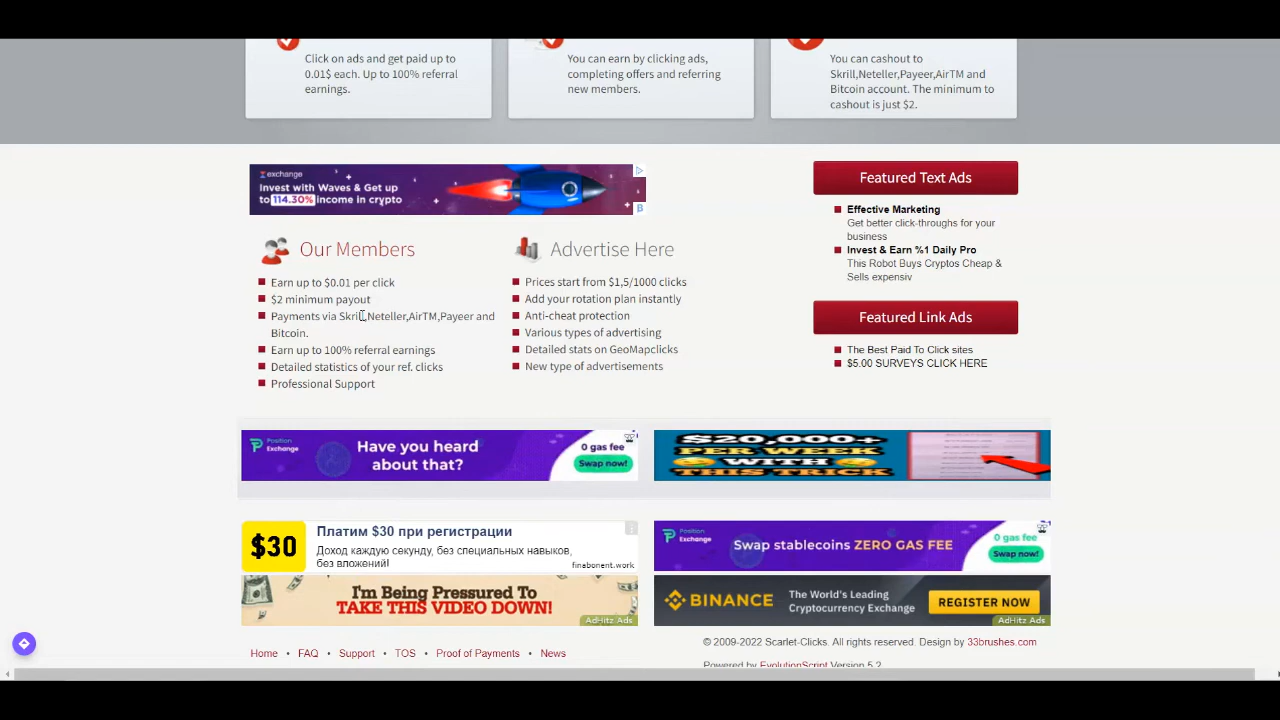 Click on ads and get paid up to
0.01$ each. Up to 100% referral
earnings.
You can earn by clicking ads,
completing offers and referring
new members.
You can cashout to
Skrill,Neteller,Payeer,AirTM and
Bitcoin account. The minimum to
cashout is just $2.
exchange
Invest with Waves & Get up
to 114.30% income in crypto
B
Our Members
Earn up to $0.01 per click
$2 minimum payout
Payments via Skrill,Neteller,AirTM,Payeer and
Bitcoin.
Earn up to 100% referral earnings
Detailed statistics of your ref. clicks
Professional Support
Advertise Here
Prices start from $1,5/1000 clicks
Add your rotation plan instantly
Anti-cheat protection
Various types of advertising
Detailed stats on GeoMapclicks
New type of advertisements
Featured Text Ads
Effective Marketing
Get better click-throughs for your
business
Invest & Earn %1 Daily Pro
This Robot Buys Cryptos Cheap &
Sells expensiv
Featured Link Ads
The Best Paid To Click sites
$5.00 SURVEYS CLICK HERE
Position
Exchange
Have you heard
about that?
0 gas fee
Swap now!
$20,000+
PER WEEK
WITH
THIS TRICK
$30
Платим $30 при регистрации
Доход каждую секунду, без специальных навыков,
без вложений!
finabonent.work
Position
Exchange
Swap stablecoins ZERO GAS FEE
0 gas fee
Swap now!
I'm Being Pressured To
TAKE THIS VIDEO DOWN!
AdHitz Ads
BINANCE
The World's Leading
Cryptocurrency Exchange
REGISTER NOW
AdHitz Ads
Home • FAQ • Support • TOS • Proof of Payments • News
© 2009-2022 Scarlet-Clicks. All rights reserved. Design by 33brushes.com
Powered by EvolutionScript Version 5.2